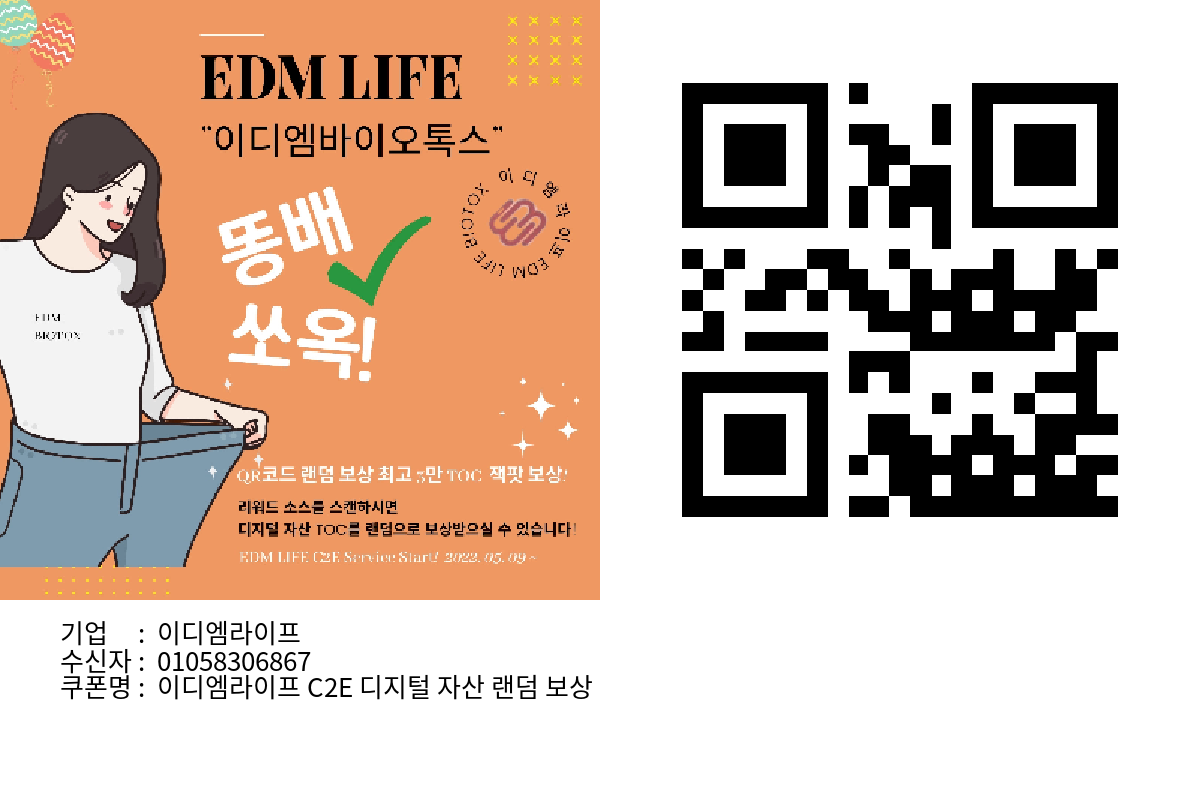 EDM LIFE
"이디엠바이오톡스"
이디엠라이프 EDM LIFE BIOTOX
똥배
쏘옥!
EDM
BIOTOX
QR코드 랜덤 보상 최고 5만 TOC 잭팟 보상!
리워드 소스를 스캔하시면
디지털 자산 TOC를 랜덤으로 보상받으실 수 있습니다!
EDM LIFE C2E Service Start! 2022. 05. 09 ~
기업 : 이디엠라이프
수신자 : 01058306867
쿠폰명 : 이디엠라이프 C2E 디지털 자산 랜덤 보상